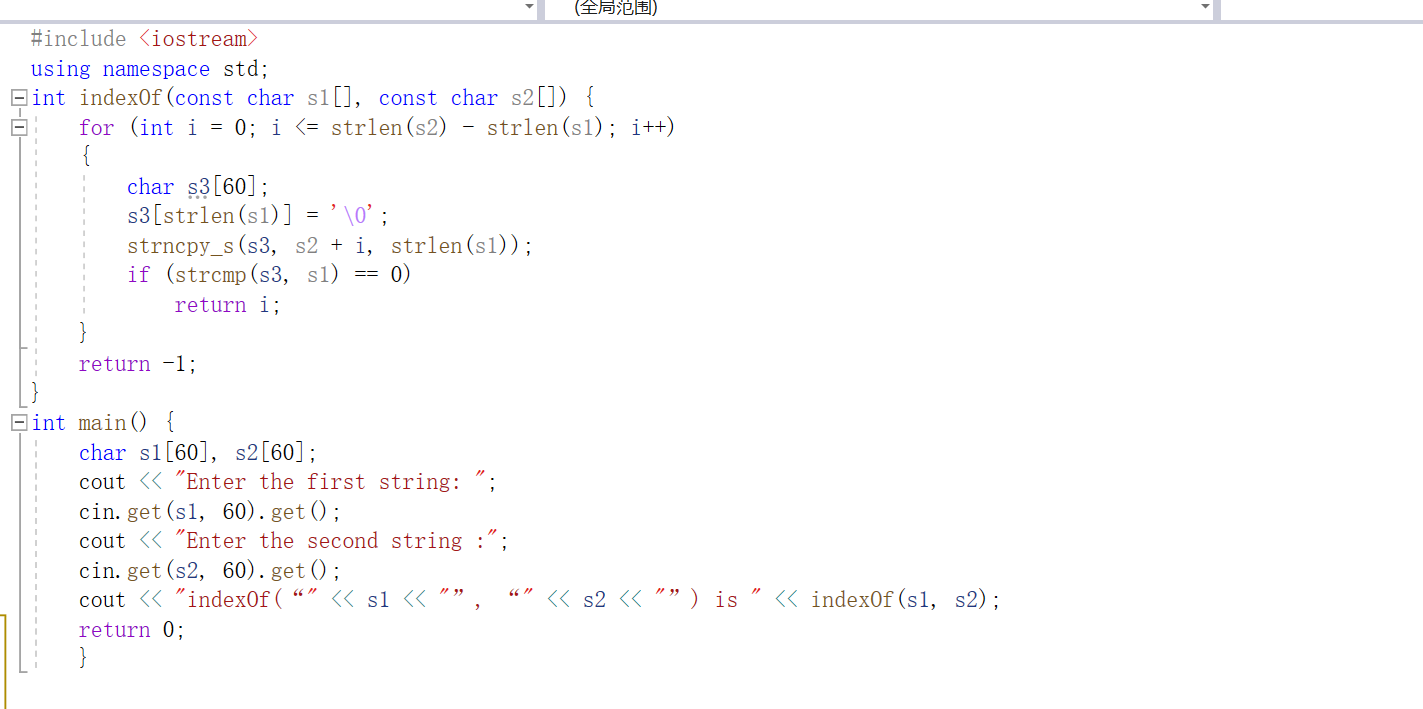 (全局范围)
#include <iostream>
using namespace std;
int indexOf(const char s1[], const char s2[]) {
    for (int i = 0; i <= strlen(s2) - strlen(s1); i++)
    {
        char s3[60];
        s3[strlen(s1)] = '\0';
        strncpy_s(s3, s2 + i, strlen(s1));
        if (strcmp(s3, s1) == 0)
            return i;
    }
    return -1;
}
int main() {
    char s1[60], s2[60];
    cout << "Enter the first string: ";
    cin.get(s1, 60).get();
    cout << "Enter the second string :";
    cin.get(s2, 60).get();
    cout << "indexOf(“" << s1 << "”, “" << s2 << "”) is " << indexOf(s1, s2);
    return 0;
    }